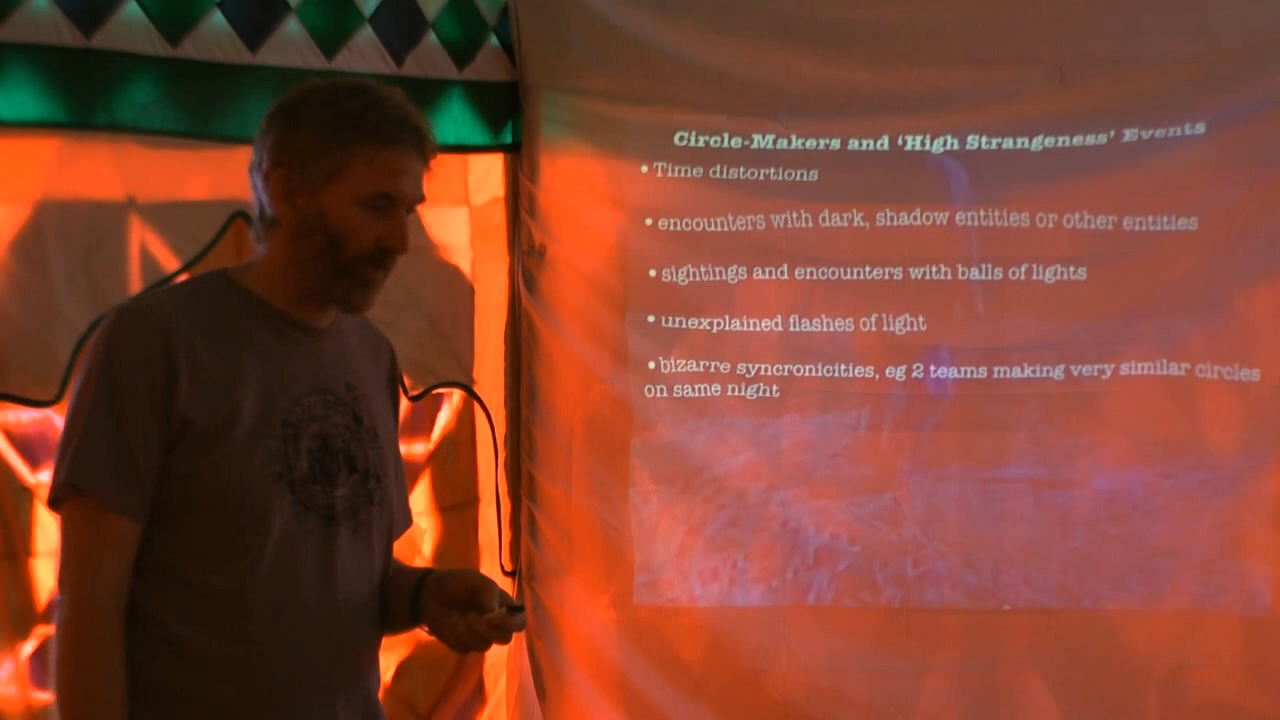 Circle-Makers and ‘High Strangeness’ Events
• Time distortions
• encounters with dark, shadow entities or other entities
• sightings and encounters with balls of lights
• unexplained flashes of light
• bizarre syncronicities, eg 2 teams making very similar circles
on same night